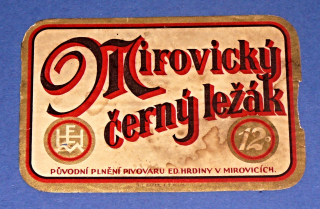 Mirovický
černý ležák
12
PŮVODNÍ PLNĚNÍ PIVOVARU ED. HRDINY V MIROVICÍCH.